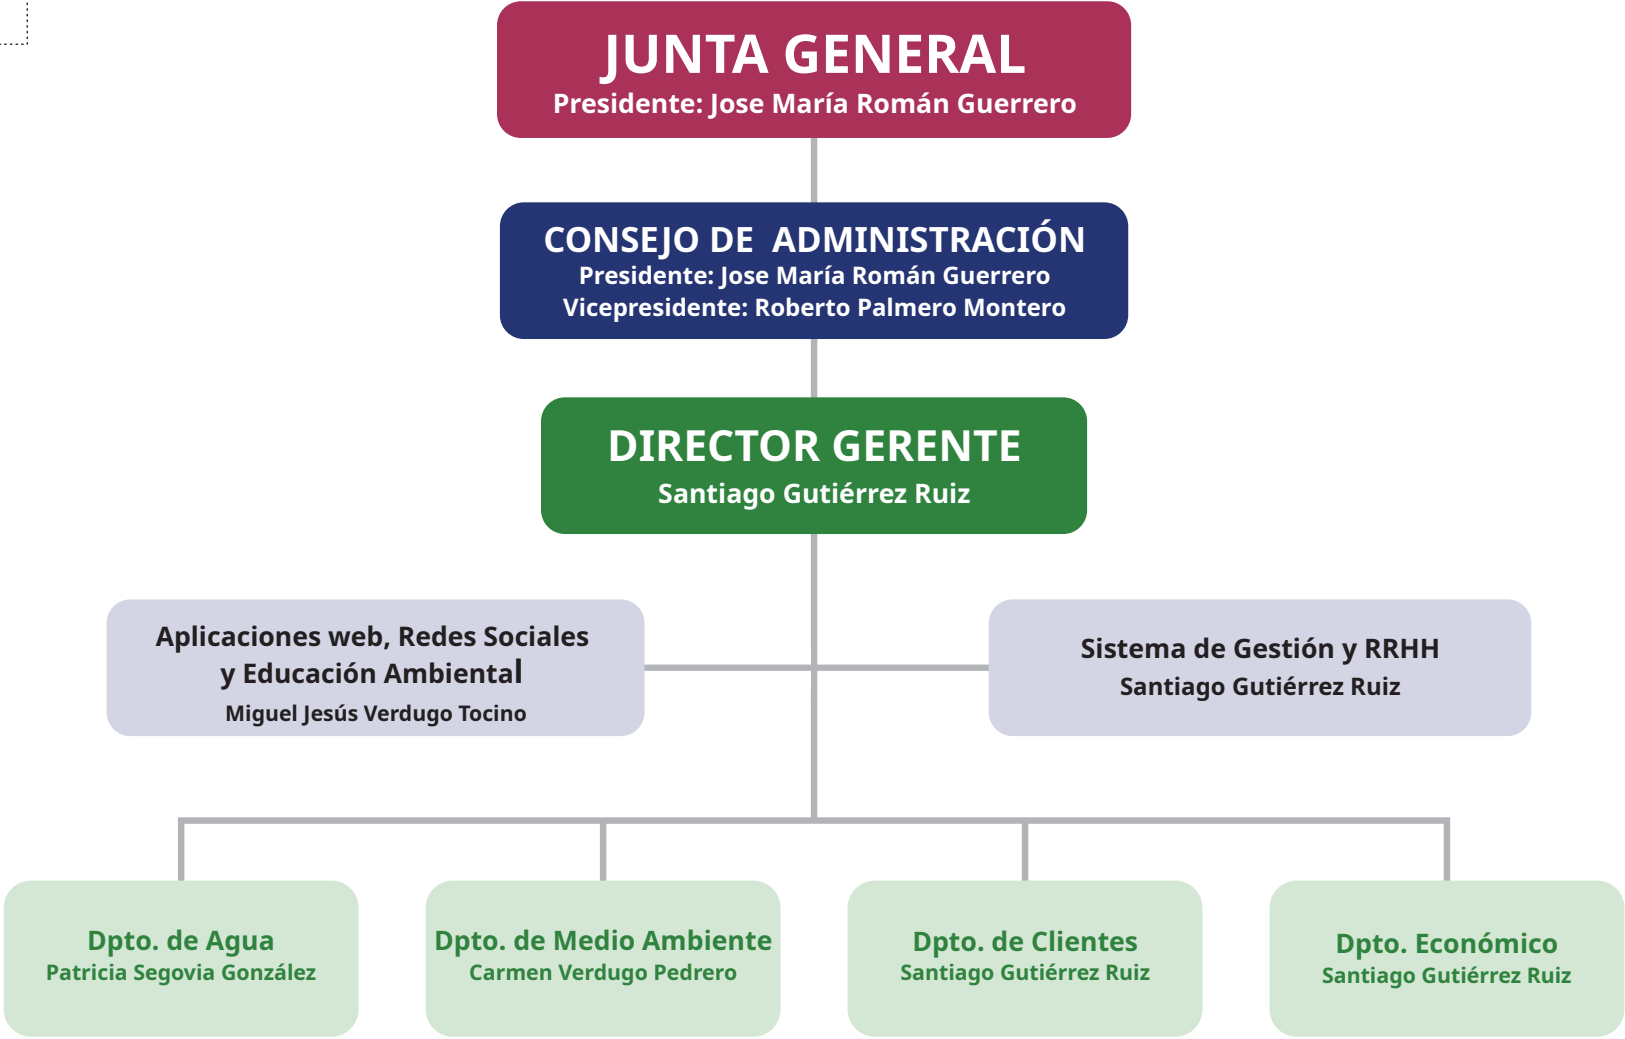 JUNTA GENERAL
Presidente: Jose María Román Guerrero
CONSEJO DE ADMINISTRACIÓN
Presidente: Jose María Román Guerrero
Vicepresidente: Roberto Palmero Montero
DIRECTOR GERENTE
Santiago Gutiérrez Ruiz
Aplicaciones web, Redes Sociales
y Educación Ambiental
Miguel Jesús Verdugo Tocino
Sistema de Gestión y RRHH
Santiago Gutiérrez Ruiz
Dpto. de Agua
Patricia Segovia González
Dpto. de Medio Ambiente
Carmen Verdugo Pedrero
Dpto. de Clientes
Santiago Gutiérrez Ruiz
Dpto. Económico
Santiago Gutiérrez Ruiz